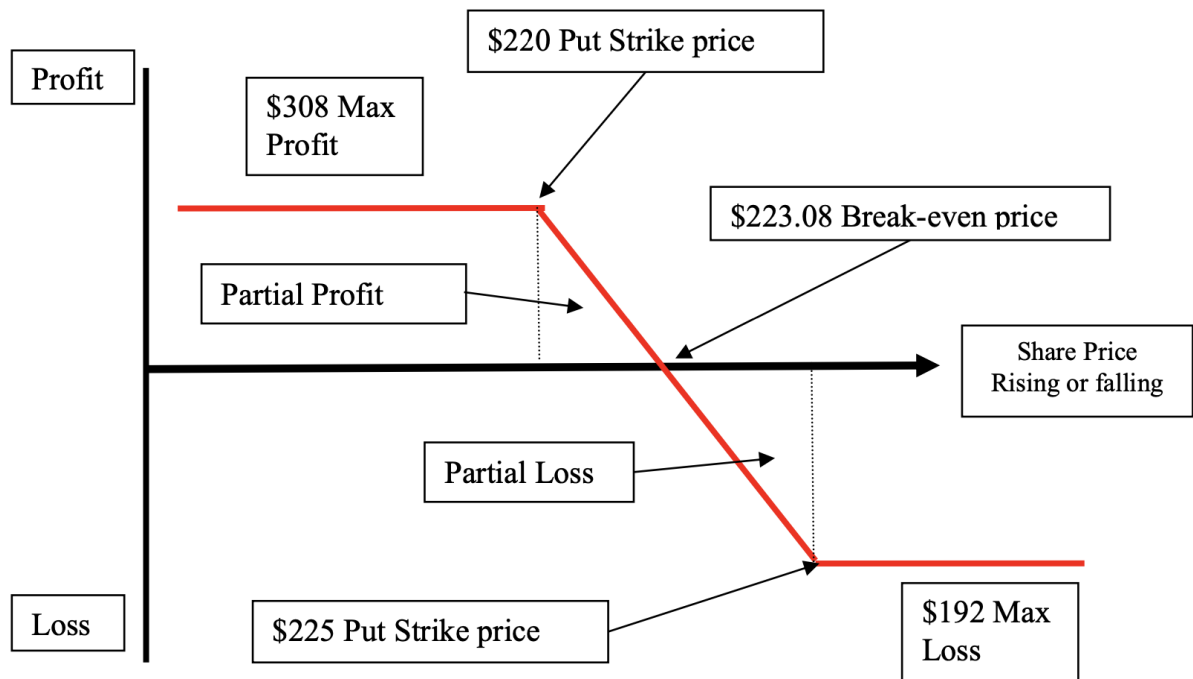 $220 Put Strike price
Profit
$308 Max
Profit
$223.08 Break-even price
Partial Profit
Share Price
Rising or falling
Partial Loss
$192 Max
Loss
Loss
$225 Put Strike price